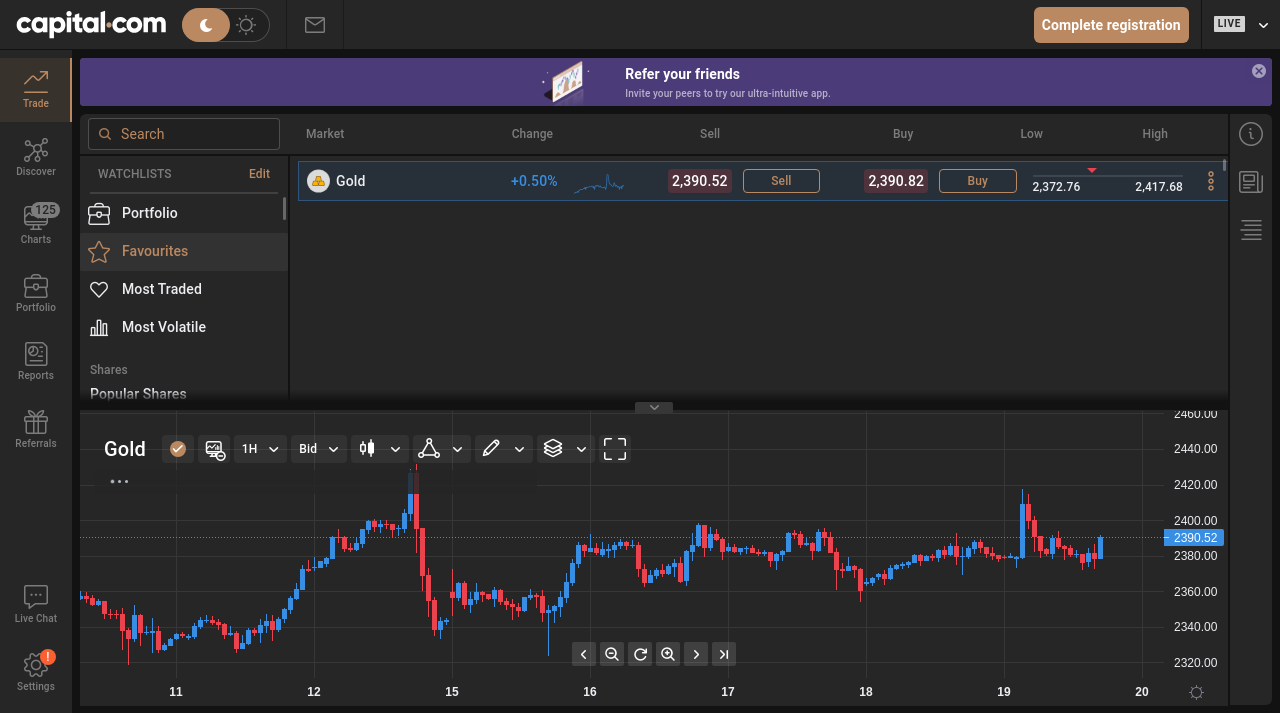 capital.com
Complete registration
LIVE
Trade
Discover
125
Charts
Portfolio
Reports
Referrals
Live Chat
!
Settings
Refer your friends
Invite your peers to try our ultra-intuitive app.
Search
Market Change Sell Buy Low High
WATCHLISTS Edit
Portfolio
Favourites
Most Traded
Most Volatile
Shares
Popular Shares
Gold +0.50% 2,390.52 Sell 2,390.82 Buy 2,372.76 2,417.68
Gold 1H Bid
2460.00
2440.00
2420.00
2400.00
2390.52
2380.00
2360.00
2340.00
2320.00
11 12 15 16 17 18 19 20